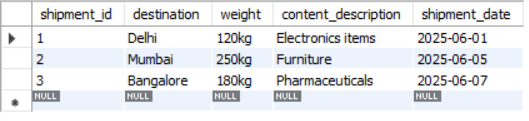 shipment_id destination weight content_description shipment_date
1 Delhi 120kg Electronics items 2025-06-01
2 Mumbai 250kg Furniture 2025-06-05
3 Bangalore 180kg Pharmaceuticals 2025-06-07
NULL NULL NULL NULL NULL